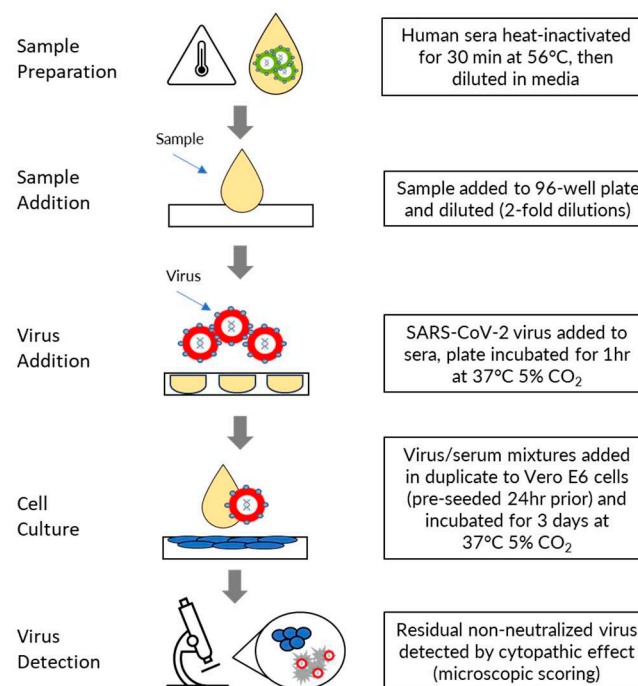 Sample
Preparation
Human sera heat-inactivated
for 30 min at 56°C, then
diluted in media
Sample
Sample
Addition
Sample added to 96-well plate
and diluted (2-fold dilutions)
Virus
Virus
Addition
SARS-CoV-2 virus added to
sera, plate incubated for 1hr
at 37°C 5% CO₂
Cell
Culture
Virus/serum mixtures added
in duplicate to Vero E6 cells
(pre-seeded 24hr prior) and
incubated for 3 days at
37°C 5% CO₂
Virus
Detection
Residual non-neutralized virus
detected by cytopathic effect
(microscopic scoring)